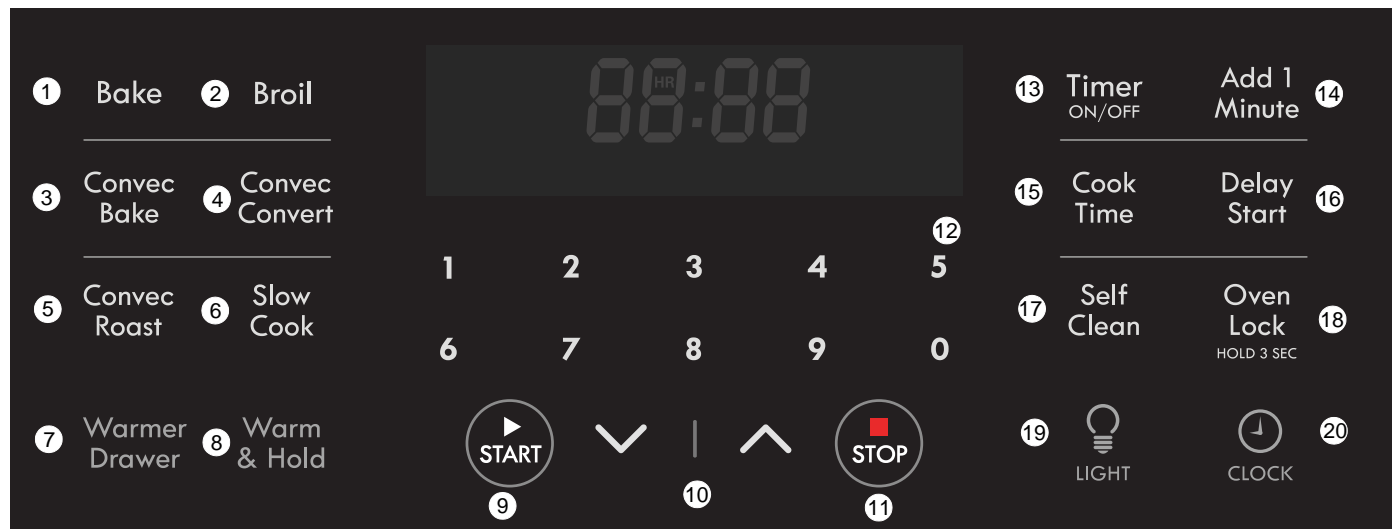 88:88
HR
1 Bake 2 Broil
3 Convec Bake
4 Convec Convert
5 Convec Roast
6 Slow Cook
7 Warmer Drawer
8 Warm & Hold
12
1 2 3 4 5
6 7 8 9 0
START
STOP
9
10
11
13 Timer
ON/OFF
Add 1
Minute 14
15 Cook
Time
Delay
Start 16
17 Self
Clean
Oven
Lock 18
HOLD 3 SEC
19 LIGHT
20 CLOCK